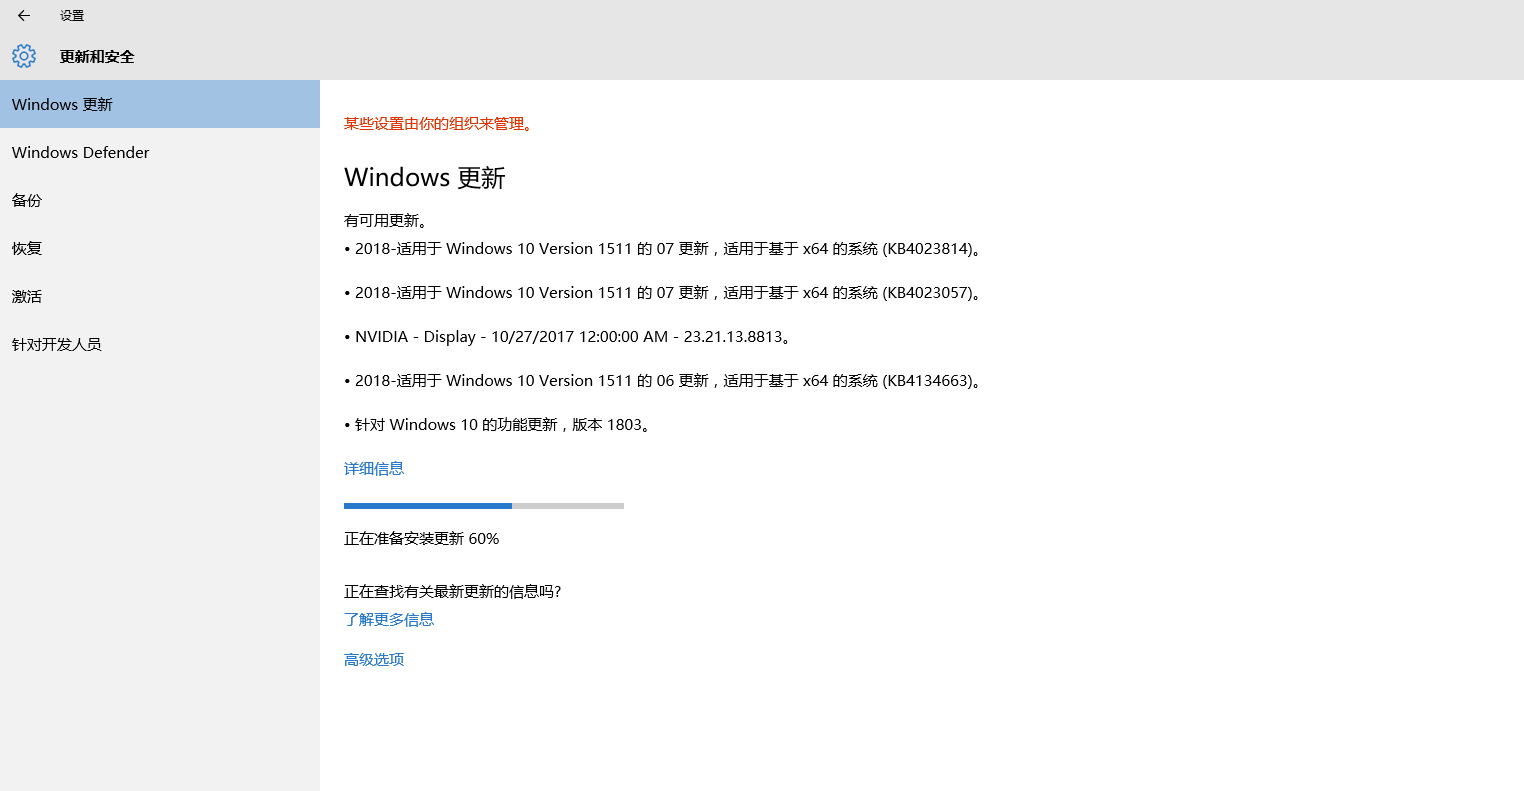 设置
更新和安全
Windows 更新
Windows Defender
备份
恢复
激活
针对开发人员
某些设置由你的组织来管理。
Windows 更新
有可用更新。
• 2018-适用于 Windows 10 Version 1511 的 07 更新，适用于基于 x64 的系统 (KB4023814)。
• 2018-适用于 Windows 10 Version 1511 的 07 更新，适用于基于 x64 的系统 (KB4023057)。
• NVIDIA - Display - 10/27/2017 12:00:00 AM - 23.21.13.8813。
• 2018-适用于 Windows 10 Version 1511 的 06 更新，适用于基于 x64 的系统 (KB4134663)。
• 针对 Windows 10 的功能更新，版本 1803。
详细信息
正在准备安装更新 60%
正在查找有关最新更新的信息吗?
了解更多信息
高级选项